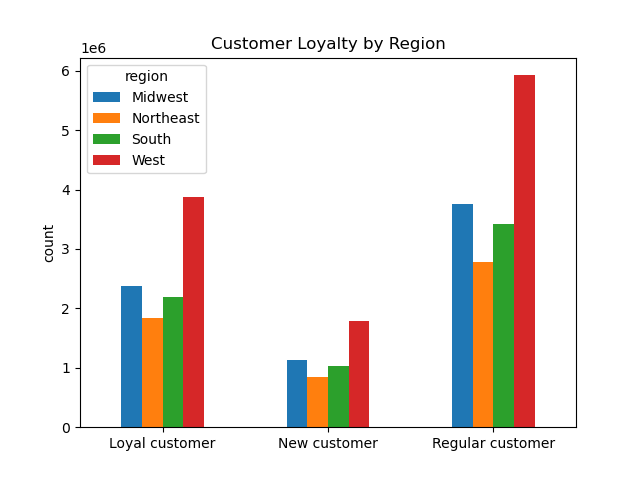 Customer Loyalty by Region
1e6
region
Midwest
Northeast
South
West
6
5
4
3
2
1
0
count
Loyal customer
New customer
Regular customer